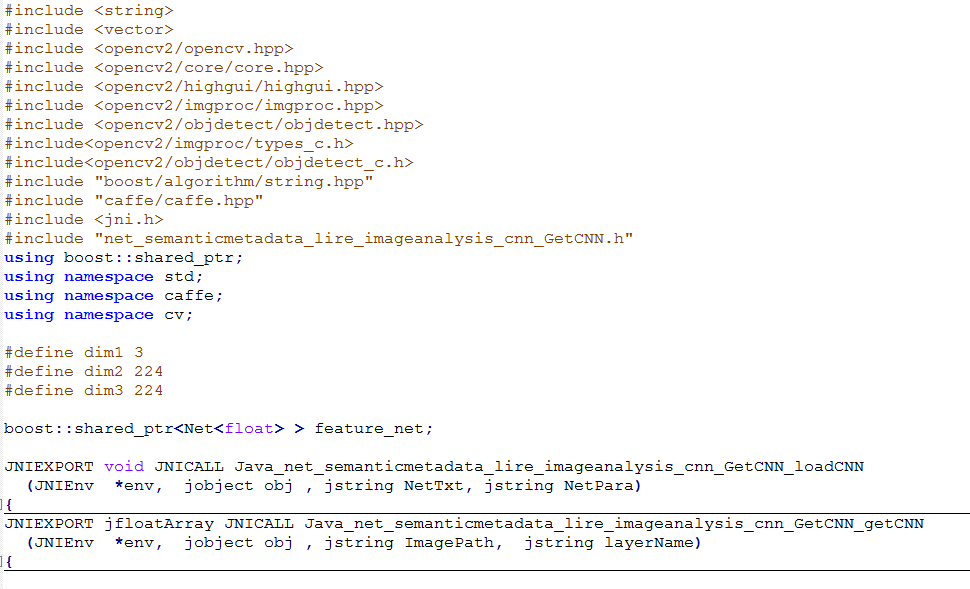 #include <string>
#include <vector>
#include <opencv2/opencv.hpp>
#include <opencv2/core/core.hpp>
#include <opencv2/highgui/highgui.hpp>
#include <opencv2/imgproc/imgproc.hpp>
#include <opencv2/objdetect/objdetect.hpp>
#include<opencv2/imgproc/types_c.h>
#include<opencv2/objdetect/objdetect_c.h>
#include "boost/algorithm/string.hpp"
#include "caffe/caffe.hpp"
#include <jni.h>
#include "net_semanticmetadata_lire_imageanalysis_cnn_GetCNN.h"
using boost::shared_ptr;
using namespace std;
using namespace caffe;
using namespace cv;
#define dim1 3
#define dim2 224
#define dim3 224
boost::shared_ptr<Net<float> > feature_net;
JNIEXPORT void JNICALL Java_net_semanticmetadata_lire_imageanalysis_cnn_GetCNN_loadCNN
(JNIEnv *env, jobject obj , jstring NetTxt, jstring NetPara)
{
JNIEXPORT jfloatArray JNICALL Java_net_semanticmetadata_lire_imageanalysis_cnn_GetCNN_getCNN
(JNIEnv *env, jobject obj , jstring ImagePath, jstring layerName)
{